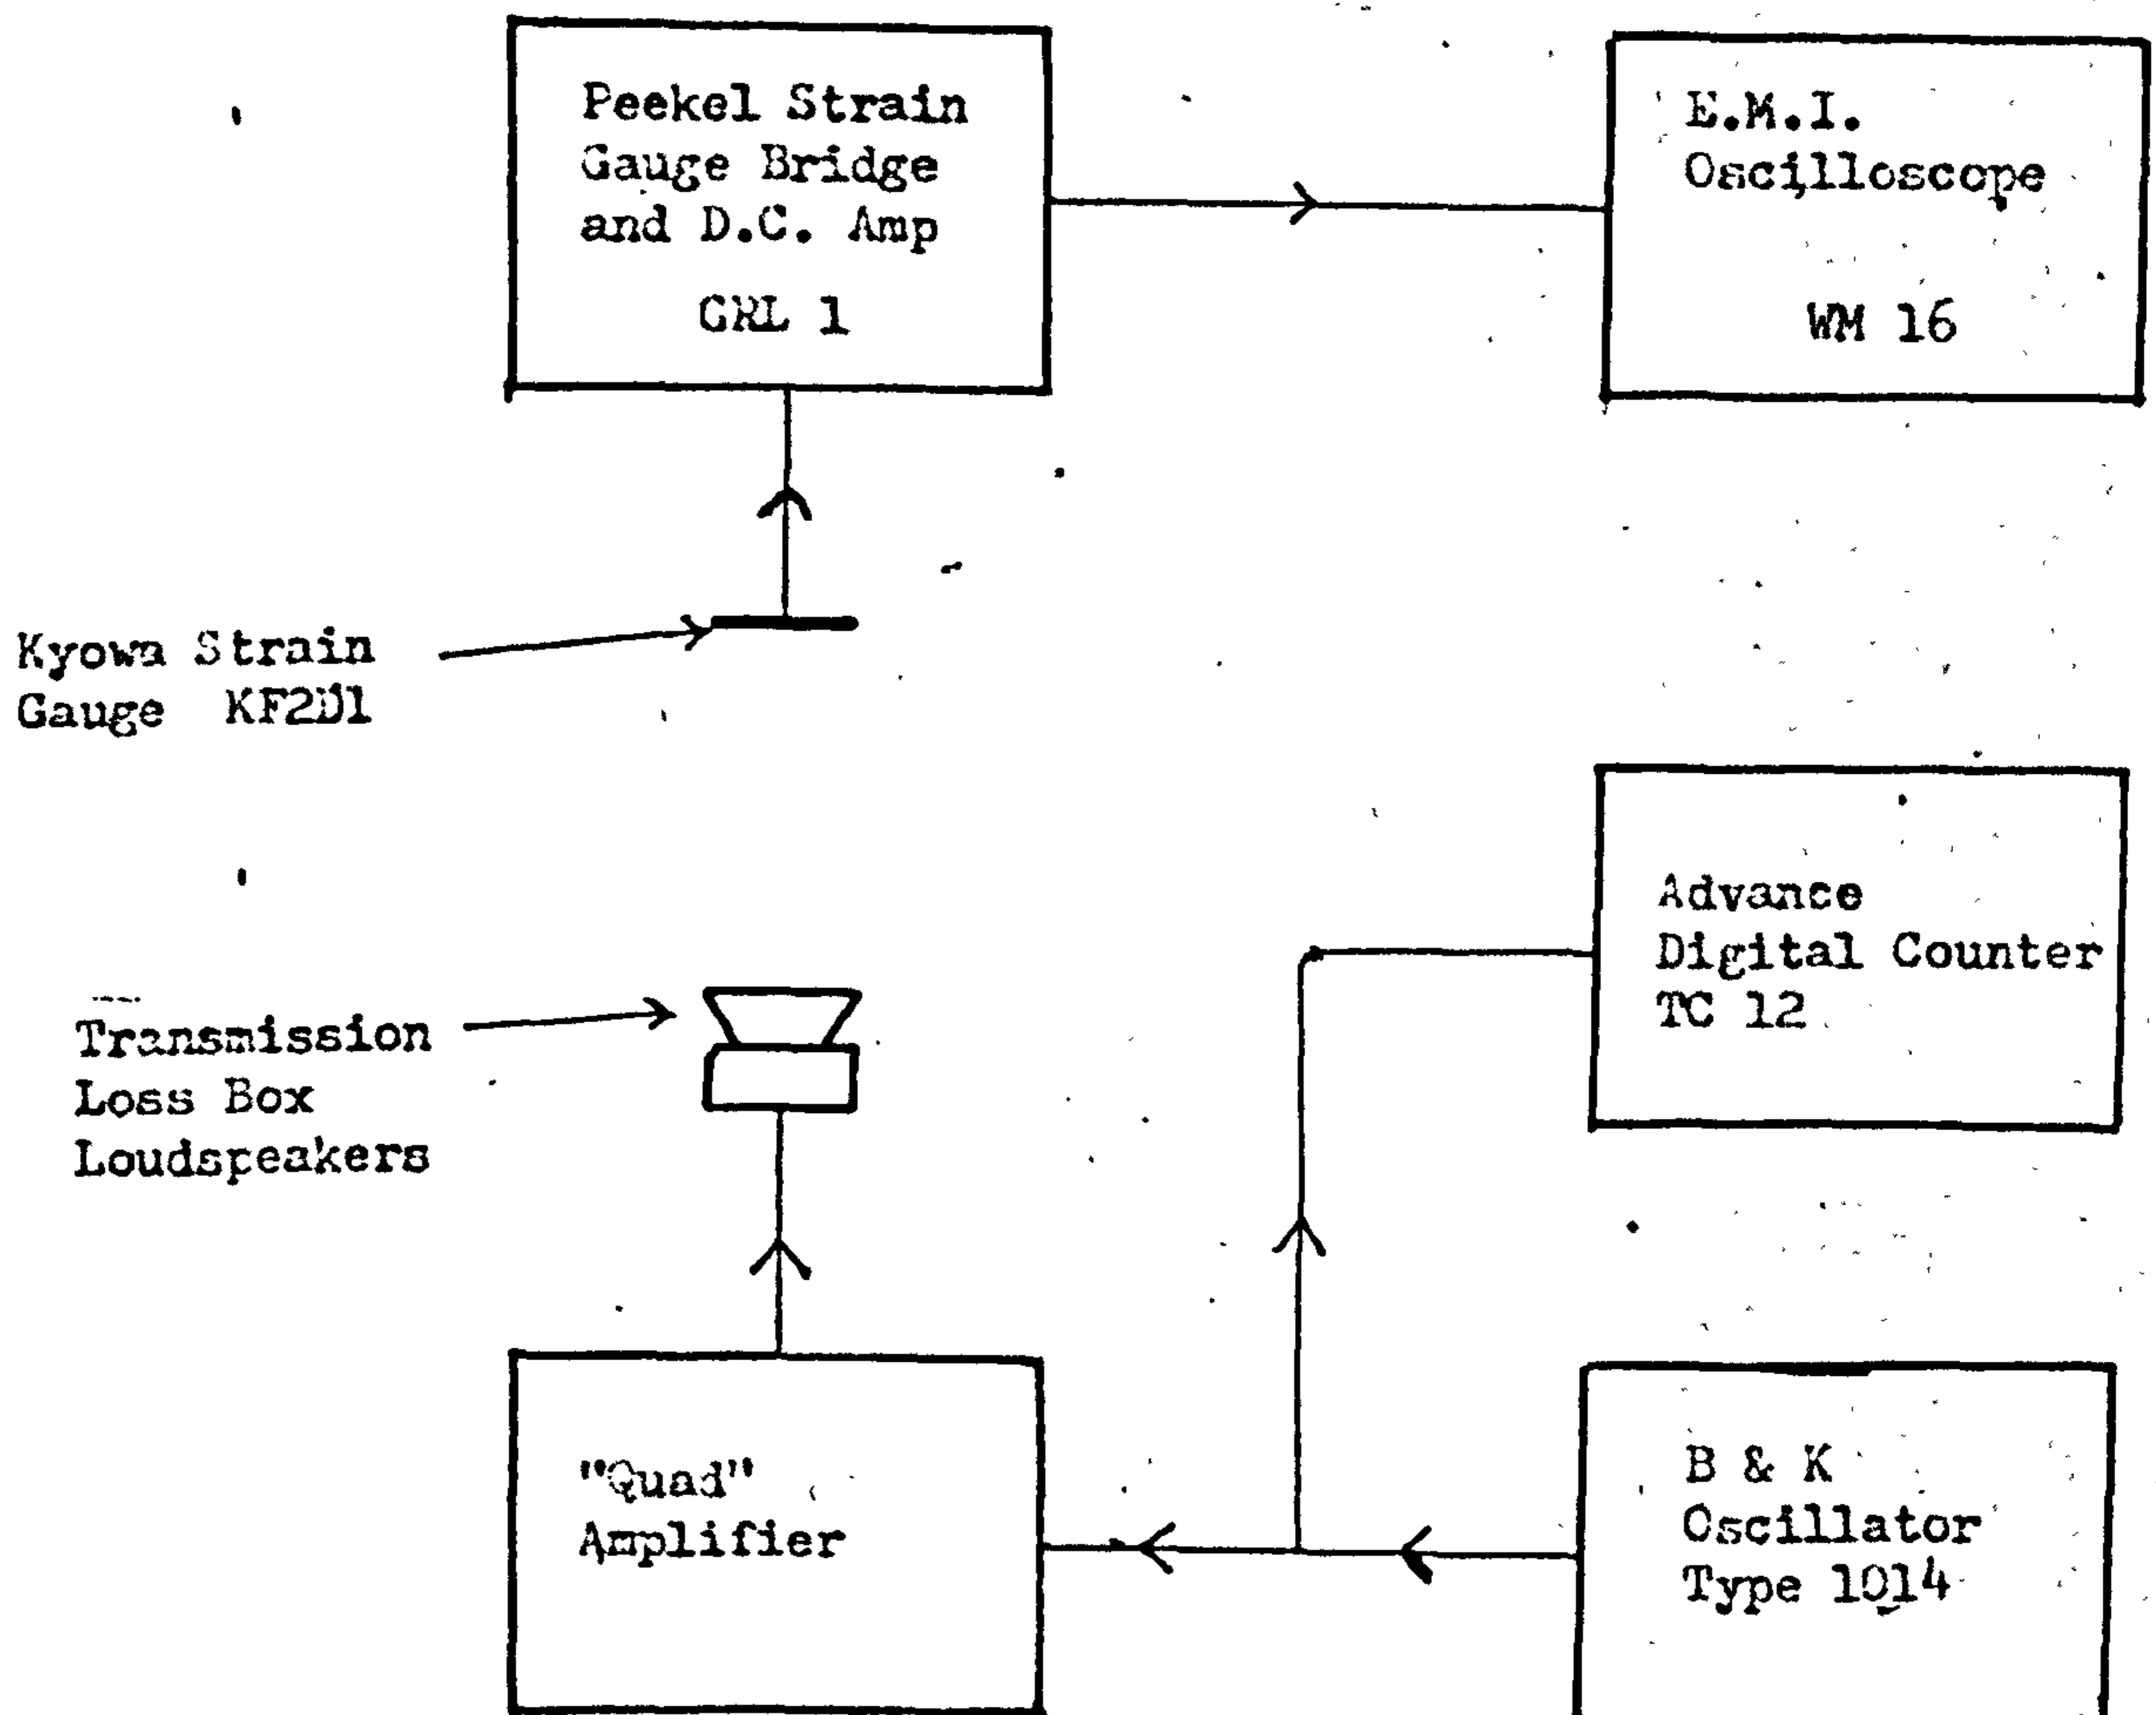 Peekel Strain
Gauge Bridge
and D.C. Amp
CRL 1
E.M.I.
Oscilloscope
WM 16
Kyowa Strain
Gauge KF2D1
Advance
Digital Counter
TC 12
Transmission
Loss Box
Loudspeakers
"Quad"
Amplifier
B & K
Oscillator
Type 1014